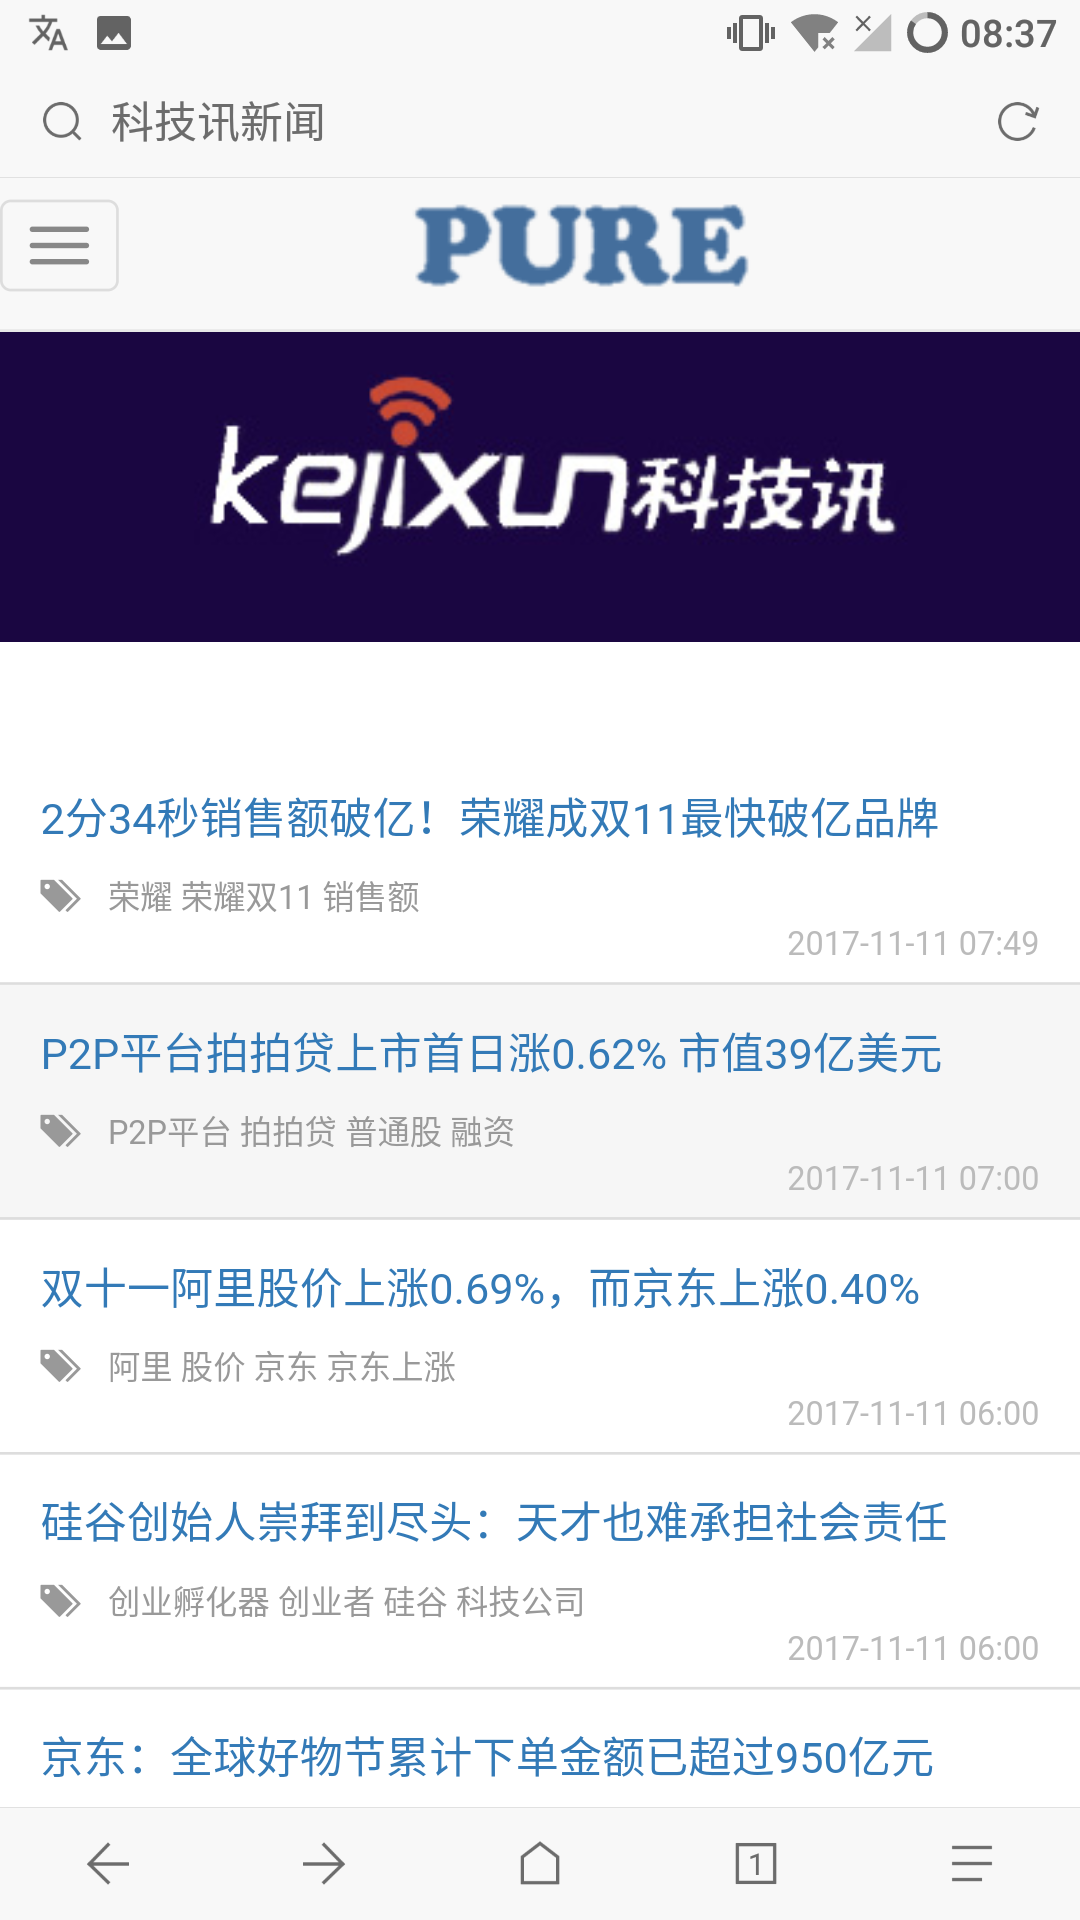 08:37
科技讯新闻
PURE
kejixun科技讯
2分34秒销售额破亿！荣耀成双11最快破亿品牌
荣耀 荣耀双11 销售额
2017-11-11 07:49
P2P平台拍拍贷上市首日涨0.62% 市值39亿美元
P2P平台 拍拍贷 普通股 融资
2017-11-11 07:00
双十一阿里股价上涨0.69%，而京东上涨0.40%
阿里 股价 京东 京东上涨
2017-11-11 06:00
硅谷创始人崇拜到尽头：天才也难承担社会责任
创业孵化器 创业者 硅谷 科技公司
2017-11-11 06:00
京东：全球好物节累计下单金额已超过950亿元
1